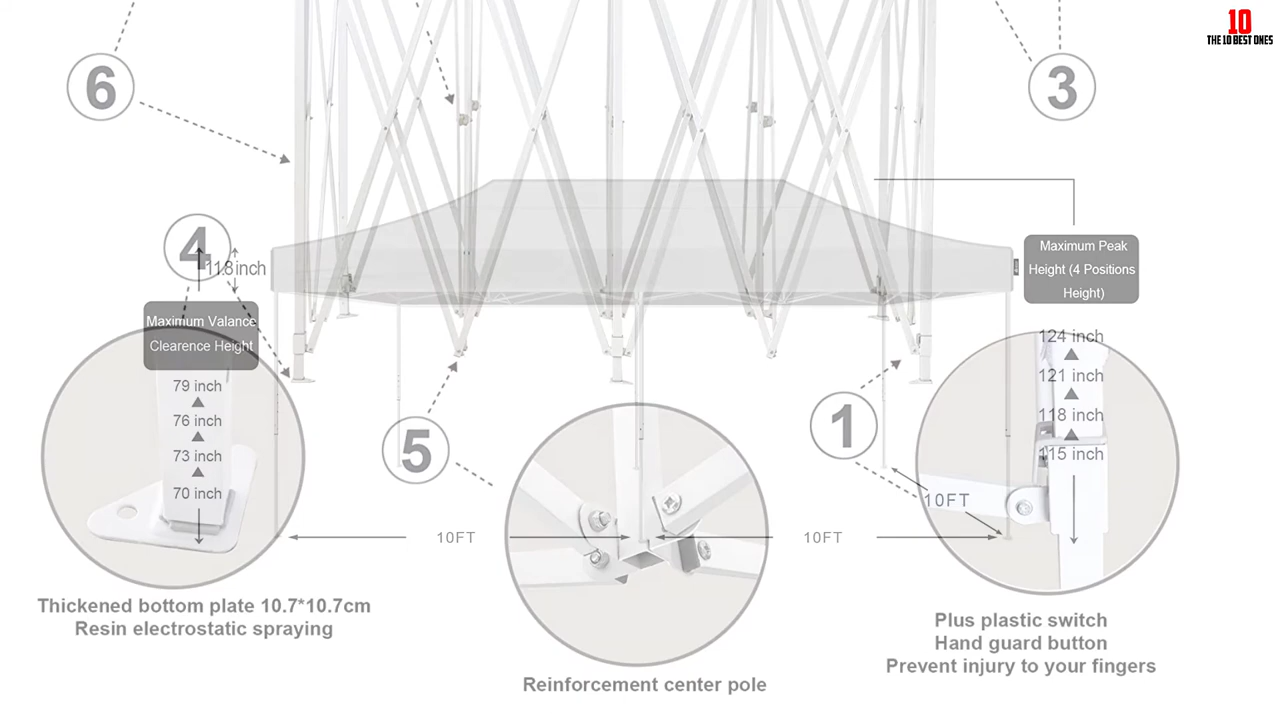 10
THE 10 BEST ONES
6
3
4
11.8 inch
Maximum Peak
Height (4 Positions
Height)
Maximum Valance
Clearence Height
124 inch
121 inch
118 inch
115 inch
79 inch
76 inch
73 inch
70 inch
1
5
10FT
10FT
10FT
Thickened bottom plate 10.7*10.7cm
Resin electrostatic spraying
Plus plastic switch
Hand guard button
Prevent injury to your fingers
Reinforcement center pole